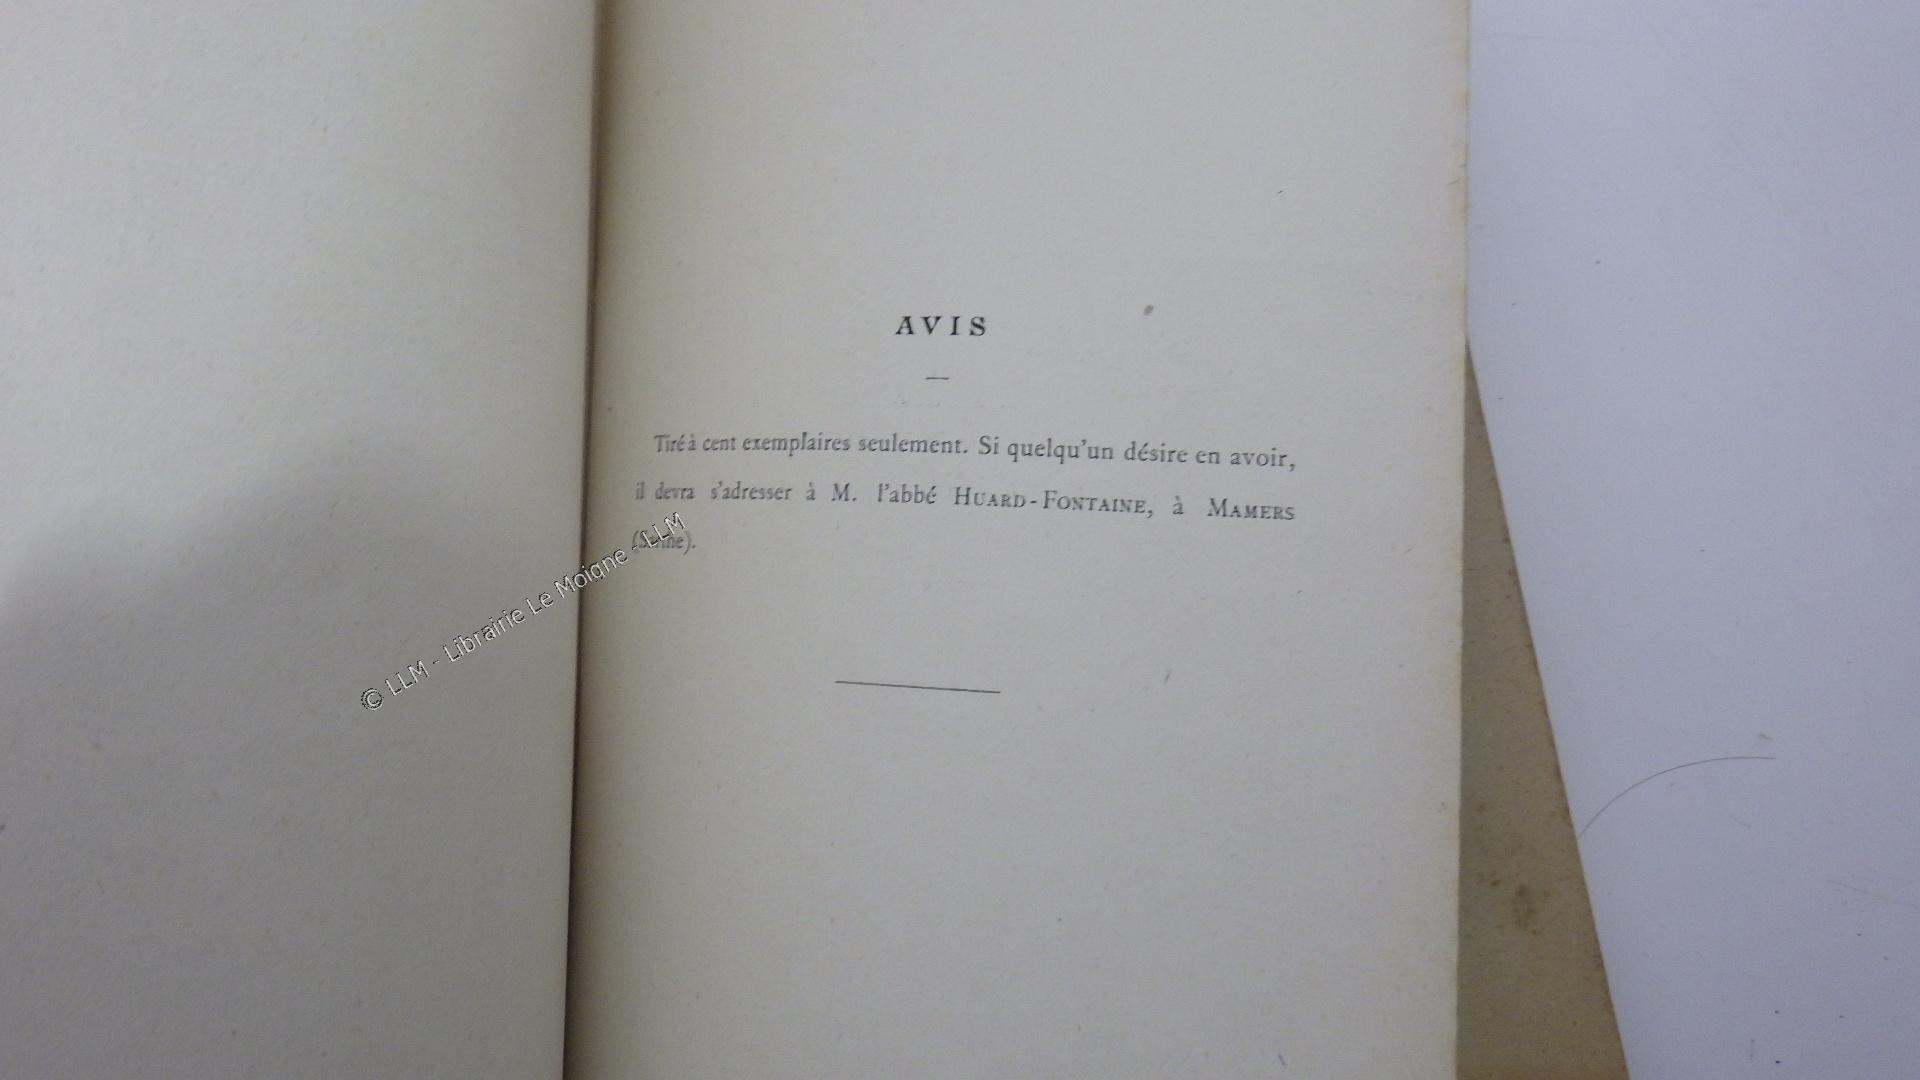 AVIS
Tiré à cent exemplaires seulement. Si quelqu'un désire en avoir,
il devra s'adresser à M. l'abbé HUARD-FONTAINE, à MAMERS
(Sarthe).
© LLM - Librairie Le Moigne - LLM